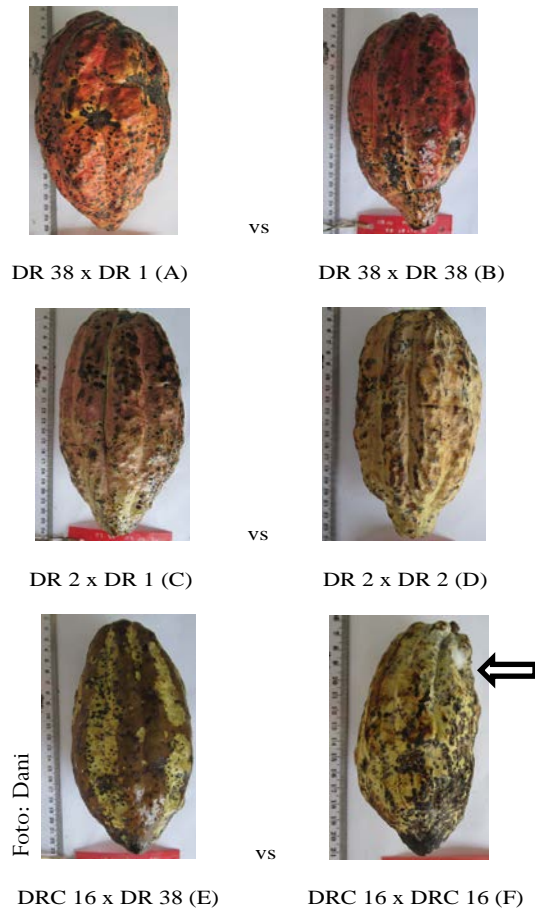 vs
DR 38 x DR 1 (A)
DR 38 x DR 38 (B)
vs
DR 2 x DR 1 (C)
DR 2 x DR 2 (D)
Foto: Dani
vs
DRC 16 x DR 38 (E)
DRC 16 x DRC 16 (F)